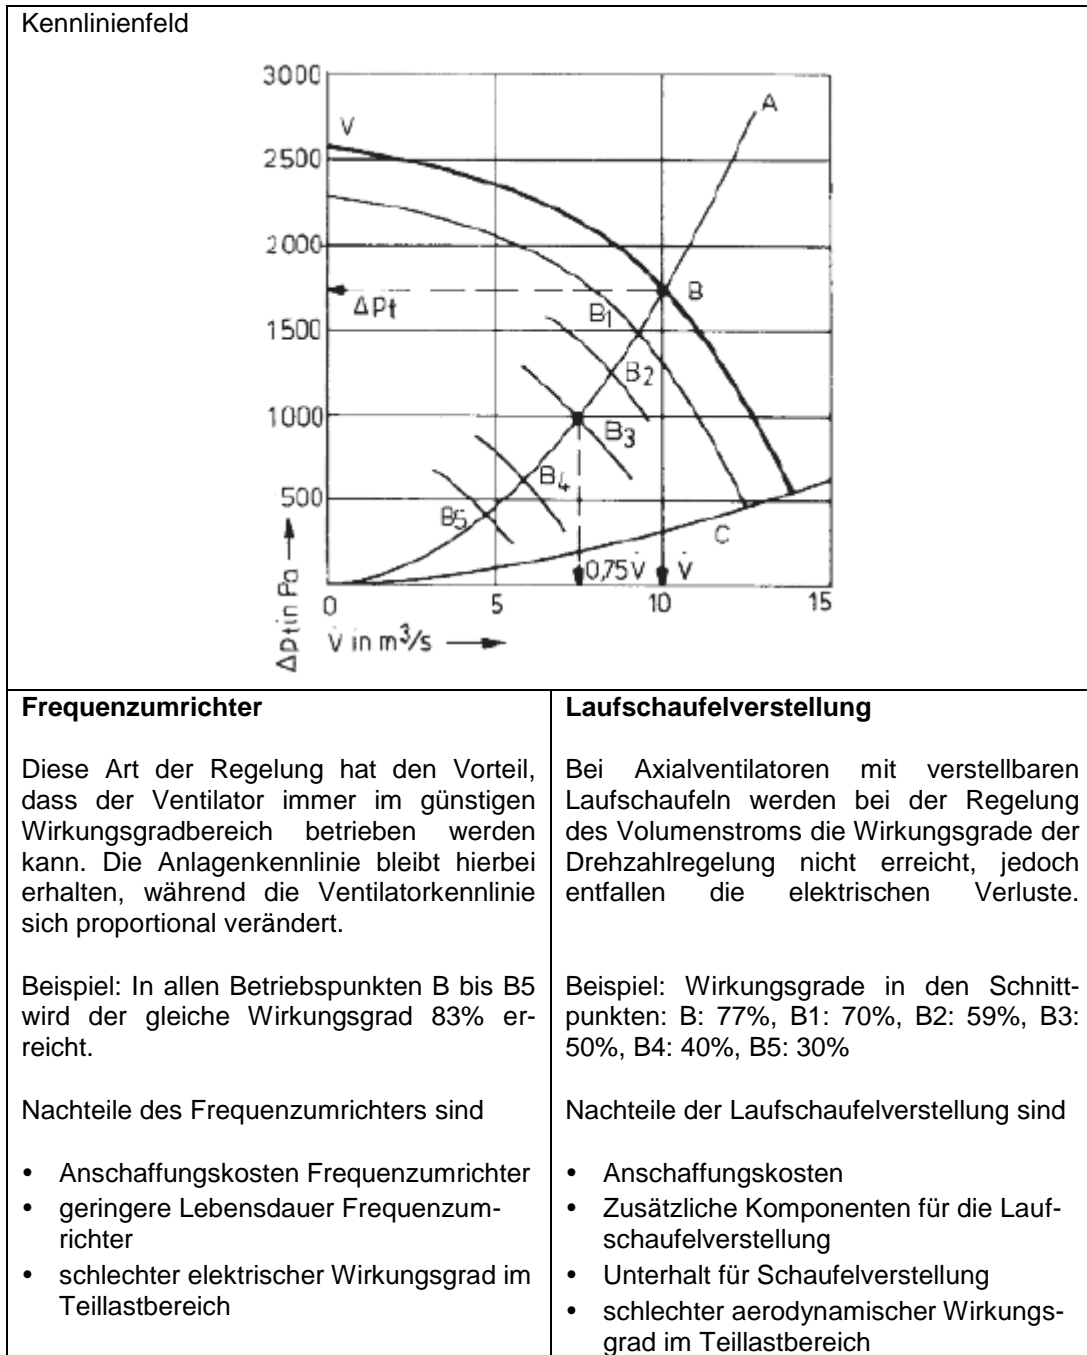 Kennlinienfeld
3000
A
V
2500
2000
Δpt
B
B1
1500
B2
1000
B3
B4
500
B5
C
0,75 V̇
V̇
0
5
10
15
Δpt in Pa
V̇ in m³/s
Frequenzumrichter
Diese Art der Regelung hat den Vorteil,
dass der Ventilator immer im günstigen
Wirkungsgradbereich betrieben werden
kann. Die Anlagenkennlinie bleibt hierbei
erhalten, während die Ventilatorkennlinie
sich proportional verändert.
Beispiel: In allen Betriebspunkten B bis B5
wird der gleiche Wirkungsgrad 83% er-
reicht.
Nachteile des Frequenzumrichters sind
• Anschaffungskosten Frequenzumrichter
• geringere Lebensdauer Frequenzum-
richter
• schlechter elektrischer Wirkungsgrad im
Teillastbereich
Laufschaufelverstellung
Bei Axialventilatoren mit verstellbaren
Laufschaufeln werden bei der Regelung
des Volumenstroms die Wirkungsgrade der
Drehzahlregelung nicht erreicht, jedoch
entfallen die elektrischen Verluste.
Beispiel: Wirkungsgrade in den Schnitt-
punkten: B: 77%, B1: 70%, B2: 59%, B3:
50%, B4: 40%, B5: 30%
Nachteile der Laufschaufelverstellung sind
• Anschaffungskosten
• Zusätzliche Komponenten für die Lauf-
schaufelverstellung
• Unterhalt für Schaufelverstellung
• schlechter aerodynamischer Wirkungs-
grad im Teillastbereich